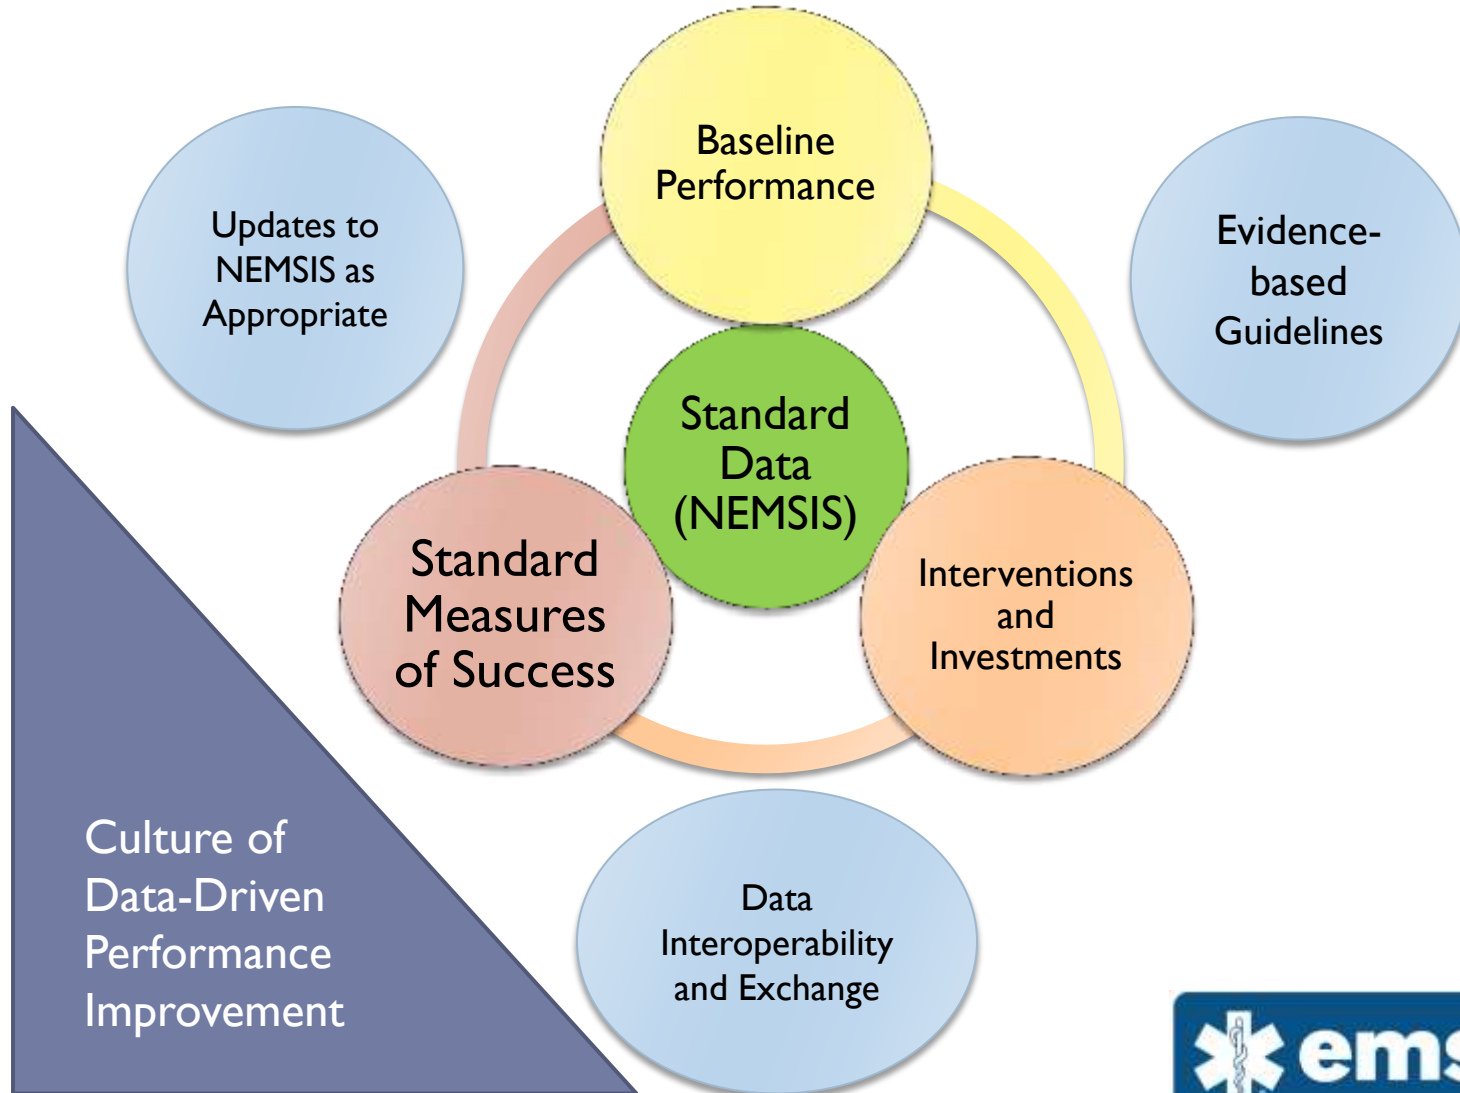 Baseline
Performance
Updates to
NEMSIS as
Appropriate
Evidence-
based
Guidelines
Standard
Data
(NEMSIS)
Standard
Measures
of Success
Interventions
and
Investments
Culture of
Data-Driven
Performance
Improvement
Data
Interoperability
and Exchange
ems